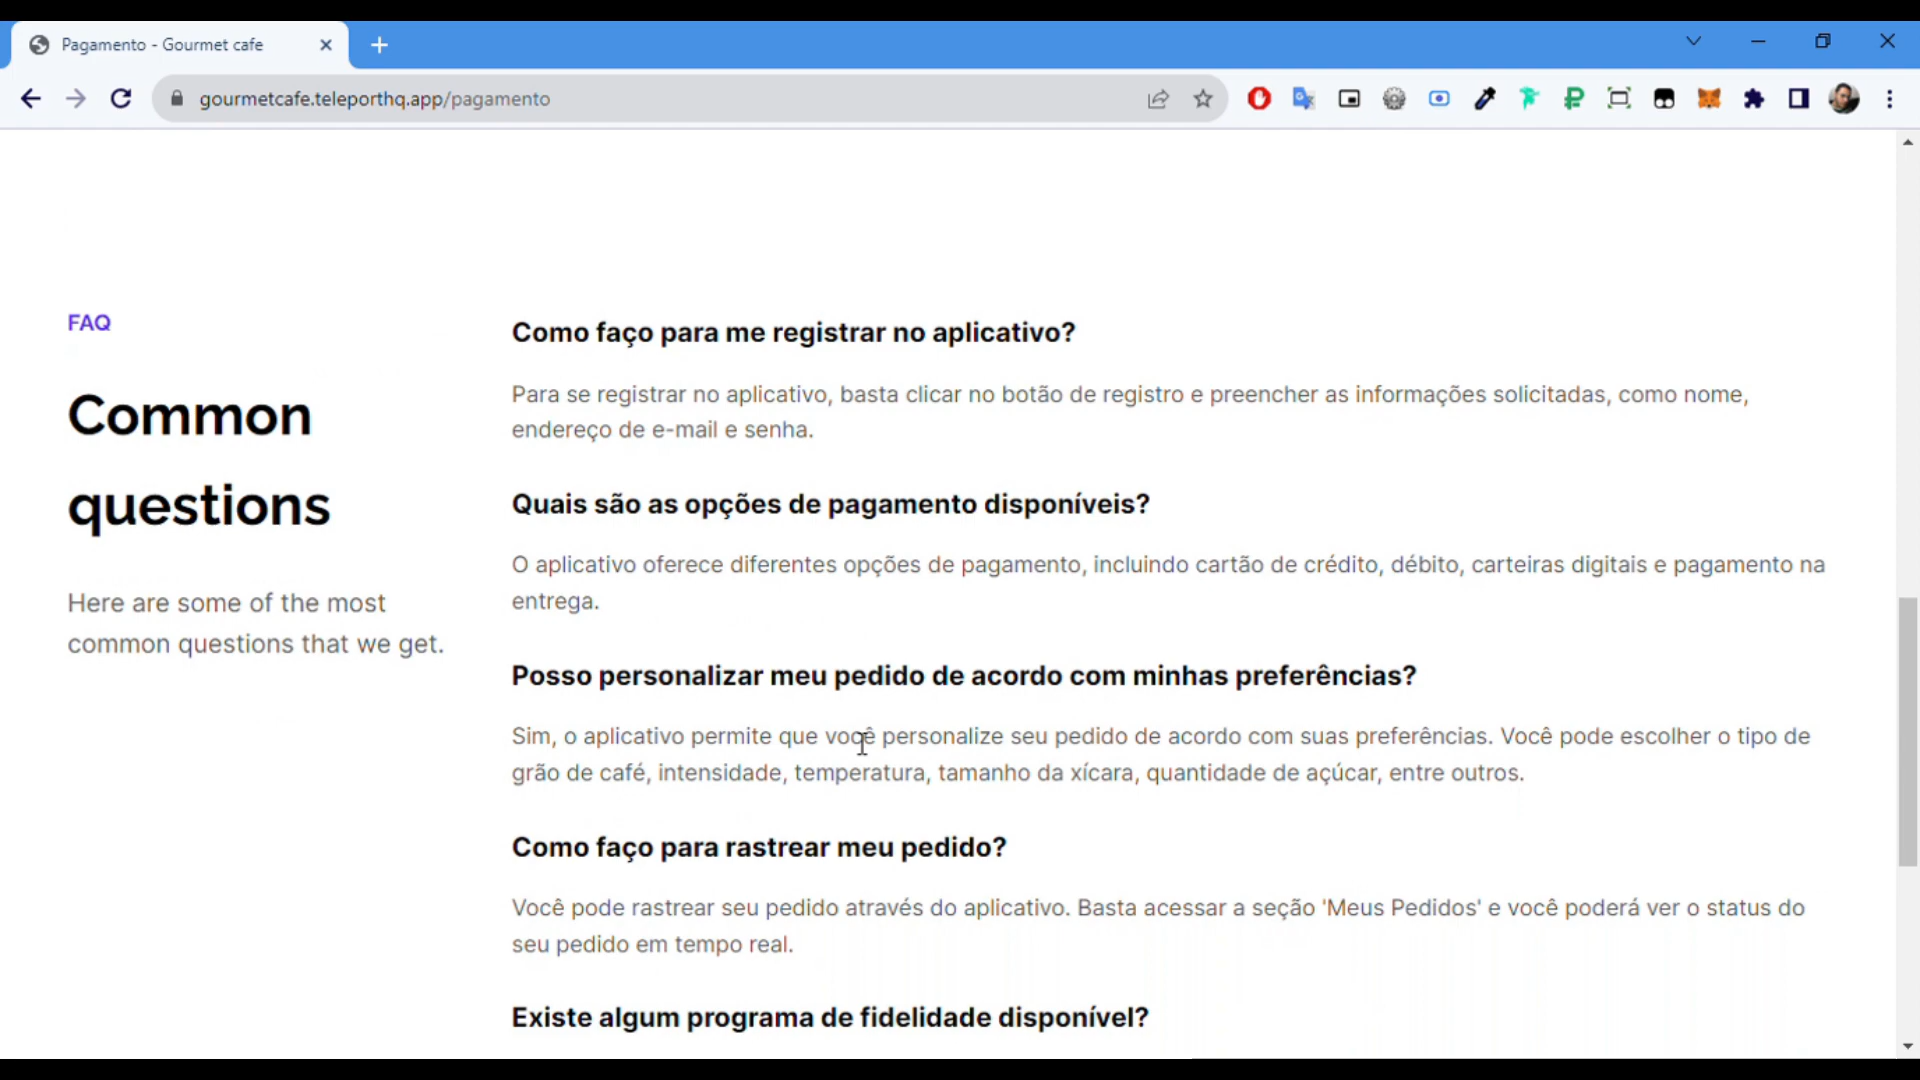 Pagamento - Gourmet cafe
gourmetcafe.teleporthq.app/pagamento
FAQ
Common
questions
Here are some of the most
common questions that we get.
Como faço para me registrar no aplicativo?
Para se registrar no aplicativo, basta clicar no botão de registro e preencher as informações solicitadas, como nome,
endereço de e-mail e senha.
Quais são as opções de pagamento disponíveis?
O aplicativo oferece diferentes opções de pagamento, incluindo cartão de crédito, débito, carteiras digitais e pagamento na
entrega.
Posso personalizar meu pedido de acordo com minhas preferências?
Sim, o aplicativo permite que você personalize seu pedido de acordo com suas preferências. Você pode escolher o tipo de
grão de café, intensidade, temperatura, tamanho da xícara, quantidade de açúcar, entre outros.
Como faço para rastrear meu pedido?
Você pode rastrear seu pedido através do aplicativo. Basta acessar a seção 'Meus Pedidos' e você poderá ver o status do
seu pedido em tempo real.
Existe algum programa de fidelidade disponível?